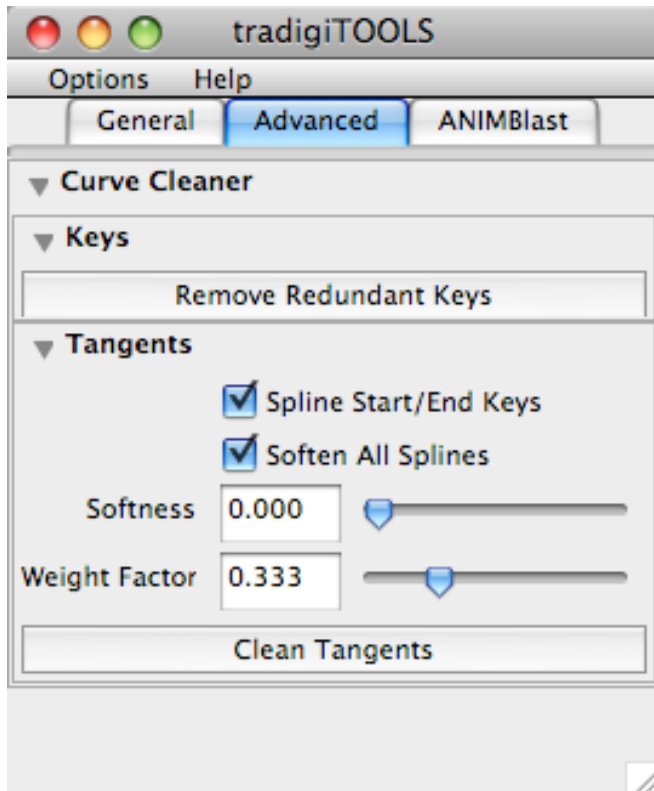 tradigiTOOLS
Options Help
General Advanced ANIMBlast
Curve Cleaner
Keys
Remove Redundant Keys
Tangents
Spline Start/End Keys
Soften All Splines
Softness 0.000
Weight Factor 0.333
Clean Tangents